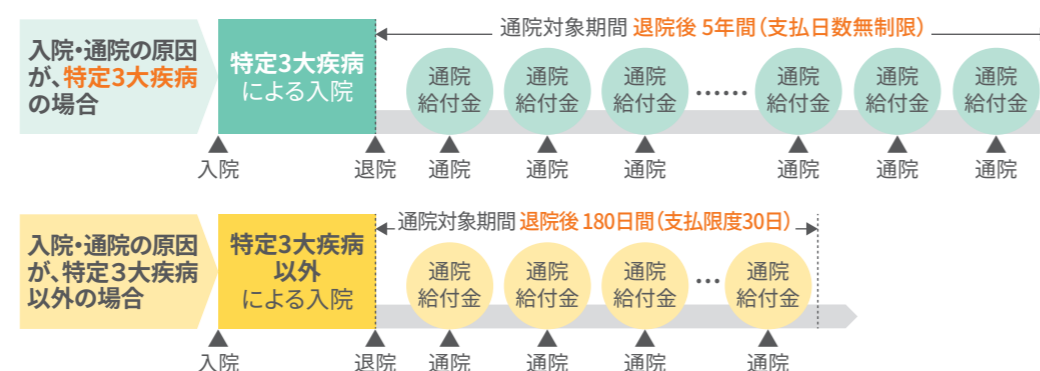 通院対象期間 退院後 5年間(支払日数無制限)
入院・通院の原因
が、特定3大疾病
の場合
特定3大疾病
による入院
通院
給付金
通院
給付金
通院
給付金
……
通院
給付金
通院
給付金
通院
給付金
入院
退院
通院
通院
通院
通院
通院
通院
通院対象期間 退院後 180日間(支払限度30日)
入院・通院の原因
が、特定3大疾病
以外の場合
特定3大疾病
以外
による入院
通院
給付金
通院
給付金
通院
給付金
…
通院
給付金
入院
退院
通院
通院
通院
通院